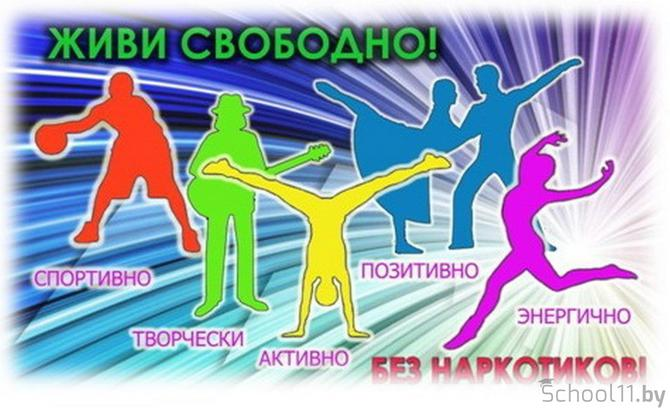 ЖИВИ СВОБОДНО!
СПОРТИВНО
ТВОРЧЕСКИ
АКТИВНО
ПОЗИТИВНО
ЭНЕРГИЧНО
БЕЗ НАРКОТИКОВ!
School11.by